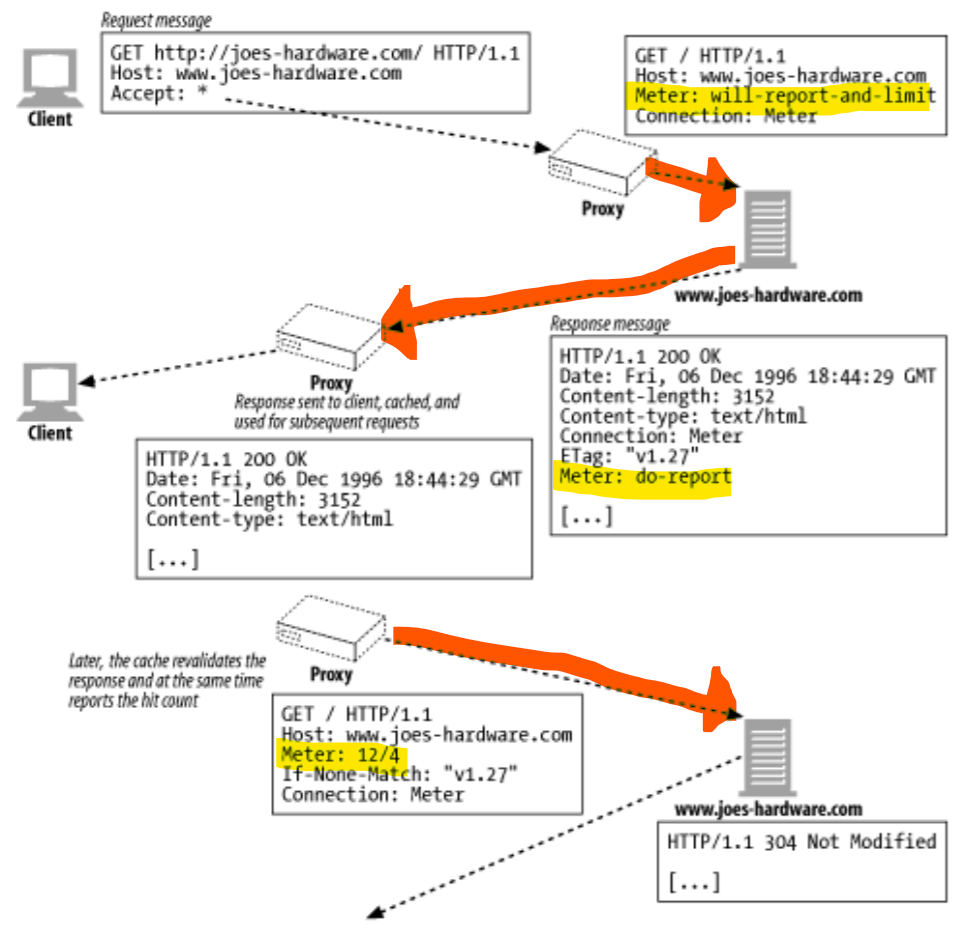 Request message
GET http://joes-hardware.com/ HTTP/1.1
Host: www.joes-hardware.com
Accept: *
Client
GET / HTTP/1.1
Host: www.joes-hardware.com
Meter: will-report-and-limit
Connection: Meter
Proxy
www.joes-hardware.com
Response message
HTTP/1.1 200 OK
Date: Fri, 06 Dec 1996 18:44:29 GMT
Content-length: 3152
Content-type: text/html
Connection: Meter
ETag: "v1.27"
Meter: do-report
[...]
Proxy
Response sent to client, cached, and
used for subsequent requests
Client
HTTP/1.1 200 OK
Date: Fri, 06 Dec 1996 18:44:29 GMT
Content-length: 3152
Content-type: text/html
[...]
Later, the cache revalidates the
response and at the same time
reports the hit count
Proxy
GET / HTTP/1.1
Host: www.joes-hardware.com
Meter: 12/4
If-None-Match: "v1.27"
Connection: Meter
www.joes-hardware.com
HTTP/1.1 304 Not Modified
[...]